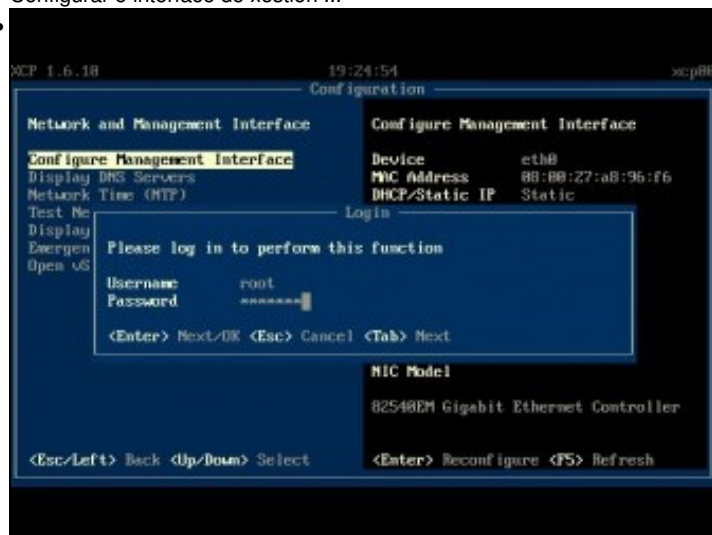 Configurar o interface de xestión ...
XCP 1.6.10 19:24:54 xcp00
Configuration
Network and Management Interface Configure Management Interface
Configure Management Interface Device eth0
Display DNS Servers MAC Address 08:00:27:a8:96:f6
Network Time (NTP) DHCP/Static IP Static
Test Ne
Login
Display
Emergen Please log in to perform this function
Open vS
Username root
Password *******
<Enter> Next/OK <Esc> Cancel <Tab> Next
NIC Model
82540EM Gigabit Ethernet Controller
<Esc/Left> Back <Up/Down> Select <Enter> Reconfigure <F5> Refresh